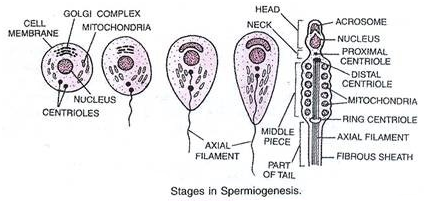 GOLGI COMPLEX
CELL
MEMBRANE
MITOCHONDRIA
NUCLEUS
CENTRIOLES
AXIAL
FILAMENT
HEAD
NECK
MIDDLE
PIECE
PART
OF TAIL
ACROSOME
NUCLEUS
PROXIMAL
CENTRIOLE
DISTAL
CENTRIOLE
MITOCHONDRIA
RING CENTRIOLE
AXIAL FILAMENT
FIBROUS SHEATH
Stages in Spermiogenesis.